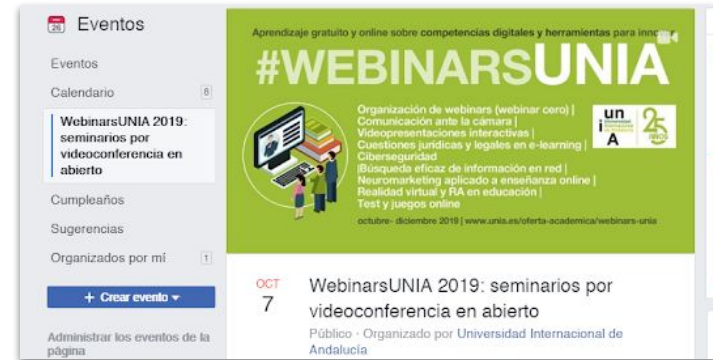 26
Eventos
Eventos
Calendario 8
WebinarsUNIA 2019:
seminarios por
videoconferencia en
abierto
Cumpleaños
Sugerencias
Organizados por mí 1
+ Crear evento
Administrar los eventos de la
página
Aprendizaje gratuito y online sobre competencias digitales y herramientas para innovar
#WEBINARSUNIA
Organización de webinars (webinar cero) |
Comunicación ante la cámara |
Videopresentaciones interactivas |
Cuestiones jurídicas y legales en e-learning |
Ciberseguridad
|Búsqueda eficaz de información en red |
Neuromarketing aplicado a enseñanza online |
Realidad virtual y RA en educación |
Test y juegos online
octubre- diciembre 2019 | www.unia.es/oferta-academica/webinars-unia
un
i
A
25
AÑOS
OCT
7
WebinarsUNIA 2019: seminarios por
videoconferencia en abierto
Público · Organizado por Universidad Internacional de
Andalucía